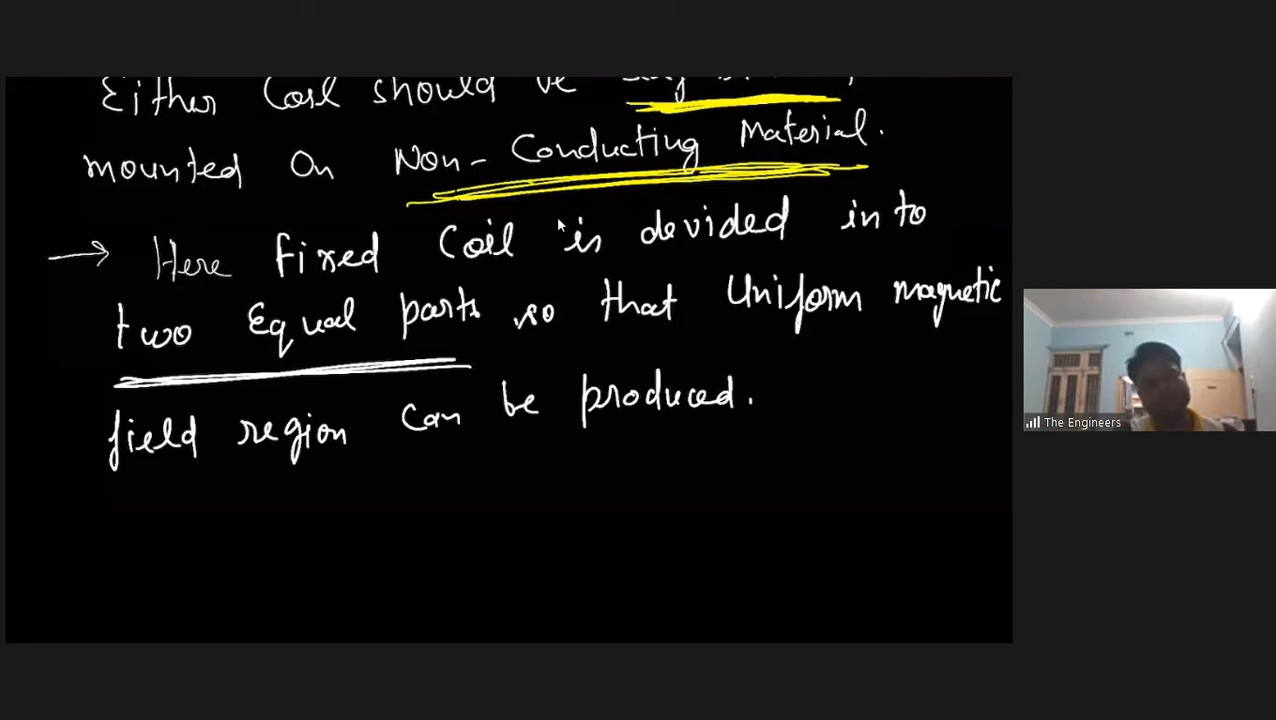 Either Coil should be
mounted On Non-Conducting Material.
→ Here fixed Coil is devided into
two Equal parts so that Uniform magnetic
field region can be produced.
The Engineers